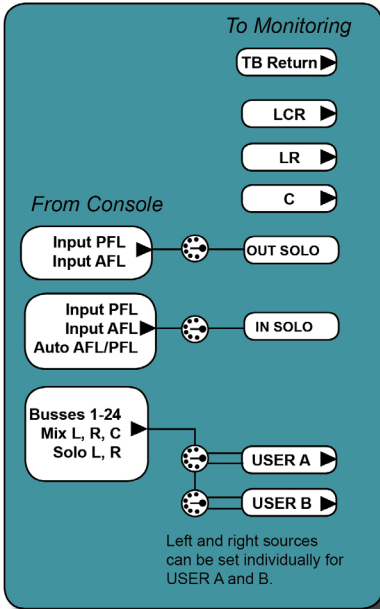 To Monitoring
TB Return
LCR
LR
C
From Console
Input PFL
Input AFL
OUT SOLO
Input PFL
Input AFL
Auto AFL/PFL
IN SOLO
Busses 1-24
Mix L, R, C
Solo L, R
USER A
USER B
Left and right sources
can be set individually for
USER A and B.